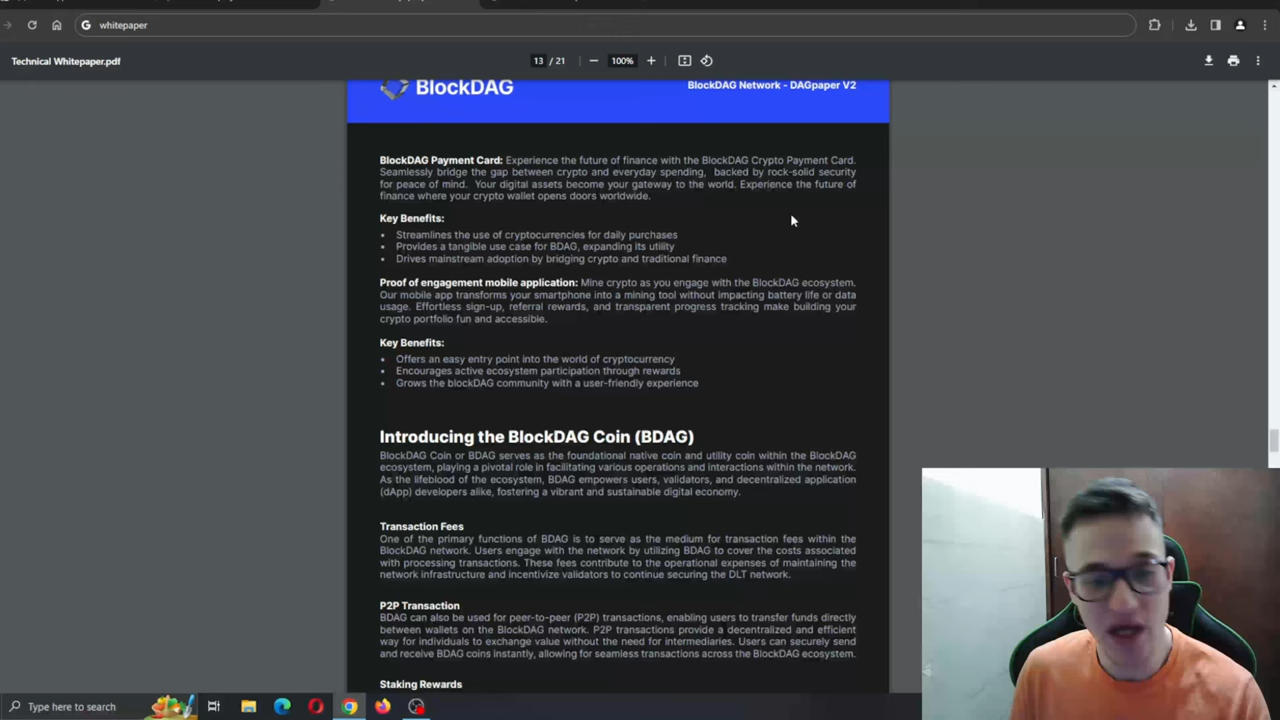 whitepaper
Technical Whitepaper.pdf
13 / 21
100%
BlockDAG
BlockDAG Network - DAGpaper V2
BlockDAG Payment Card: Experience the future of finance with the BlockDAG Crypto Payment Card.
Seamlessly bridge the gap between crypto and everyday spending, backed by rock-solid security
for peace of mind. Your digital assets become your gateway to the world. Experience the future of
finance where your crypto wallet opens doors worldwide.
Key Benefits:
• Streamlines the use of cryptocurrencies for daily purchases
• Provides a tangible use case for BDAG, expanding its utility
• Drives mainstream adoption by bridging crypto and traditional finance
Proof of engagement mobile application: Mine crypto as you engage with the BlockDAG ecosystem.
Our mobile app transforms your smartphone into a mining tool without impacting battery life or data
usage. Effortless sign-up, referral rewards, and transparent progress tracking make building your
crypto portfolio fun and accessible.
Key Benefits:
• Offers an easy entry point into the world of cryptocurrency
• Encourages active ecosystem participation through rewards
• Grows the blockDAG community with a user-friendly experience
Introducing the BlockDAG Coin (BDAG)
BlockDAG Coin or BDAG serves as the foundational native coin and utility coin within the BlockDAG
ecosystem, playing a pivotal role in facilitating various operations and interactions within the network.
As the lifeblood of the ecosystem, BDAG empowers users, validators, and decentralized application
(dApp) developers alike, fostering a vibrant and sustainable digital economy.
Transaction Fees
One of the primary functions of BDAG is to serve as the medium for transaction fees within the
BlockDAG network. Users engage with the network by utilizing BDAG to cover the costs associated
with processing transactions. These fees contribute to the operational expenses of maintaining the
network infrastructure and incentivize validators to continue securing the DLT network.
P2P Transaction
BDAG can also be used for peer-to-peer (P2P) transactions, enabling users to transfer funds directly
between wallets on the BlockDAG network. P2P transactions provide a decentralized and efficient
way for individuals to exchange value without the need for intermediaries. Users can securely send
and receive BDAG coins instantly, allowing for seamless transactions across the BlockDAG ecosystem.
Staking Rewards
Type here to search